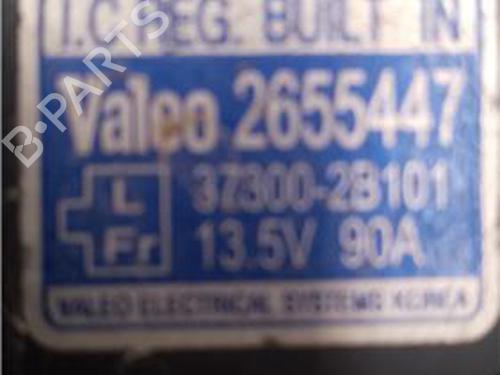 I.C REG. BUILT IN
Valeo 2655447
L
37300-2B101
Fr
13.5V 90A
VALEO ELECTRICAL SYSTEMS KOREA
B-PARTS